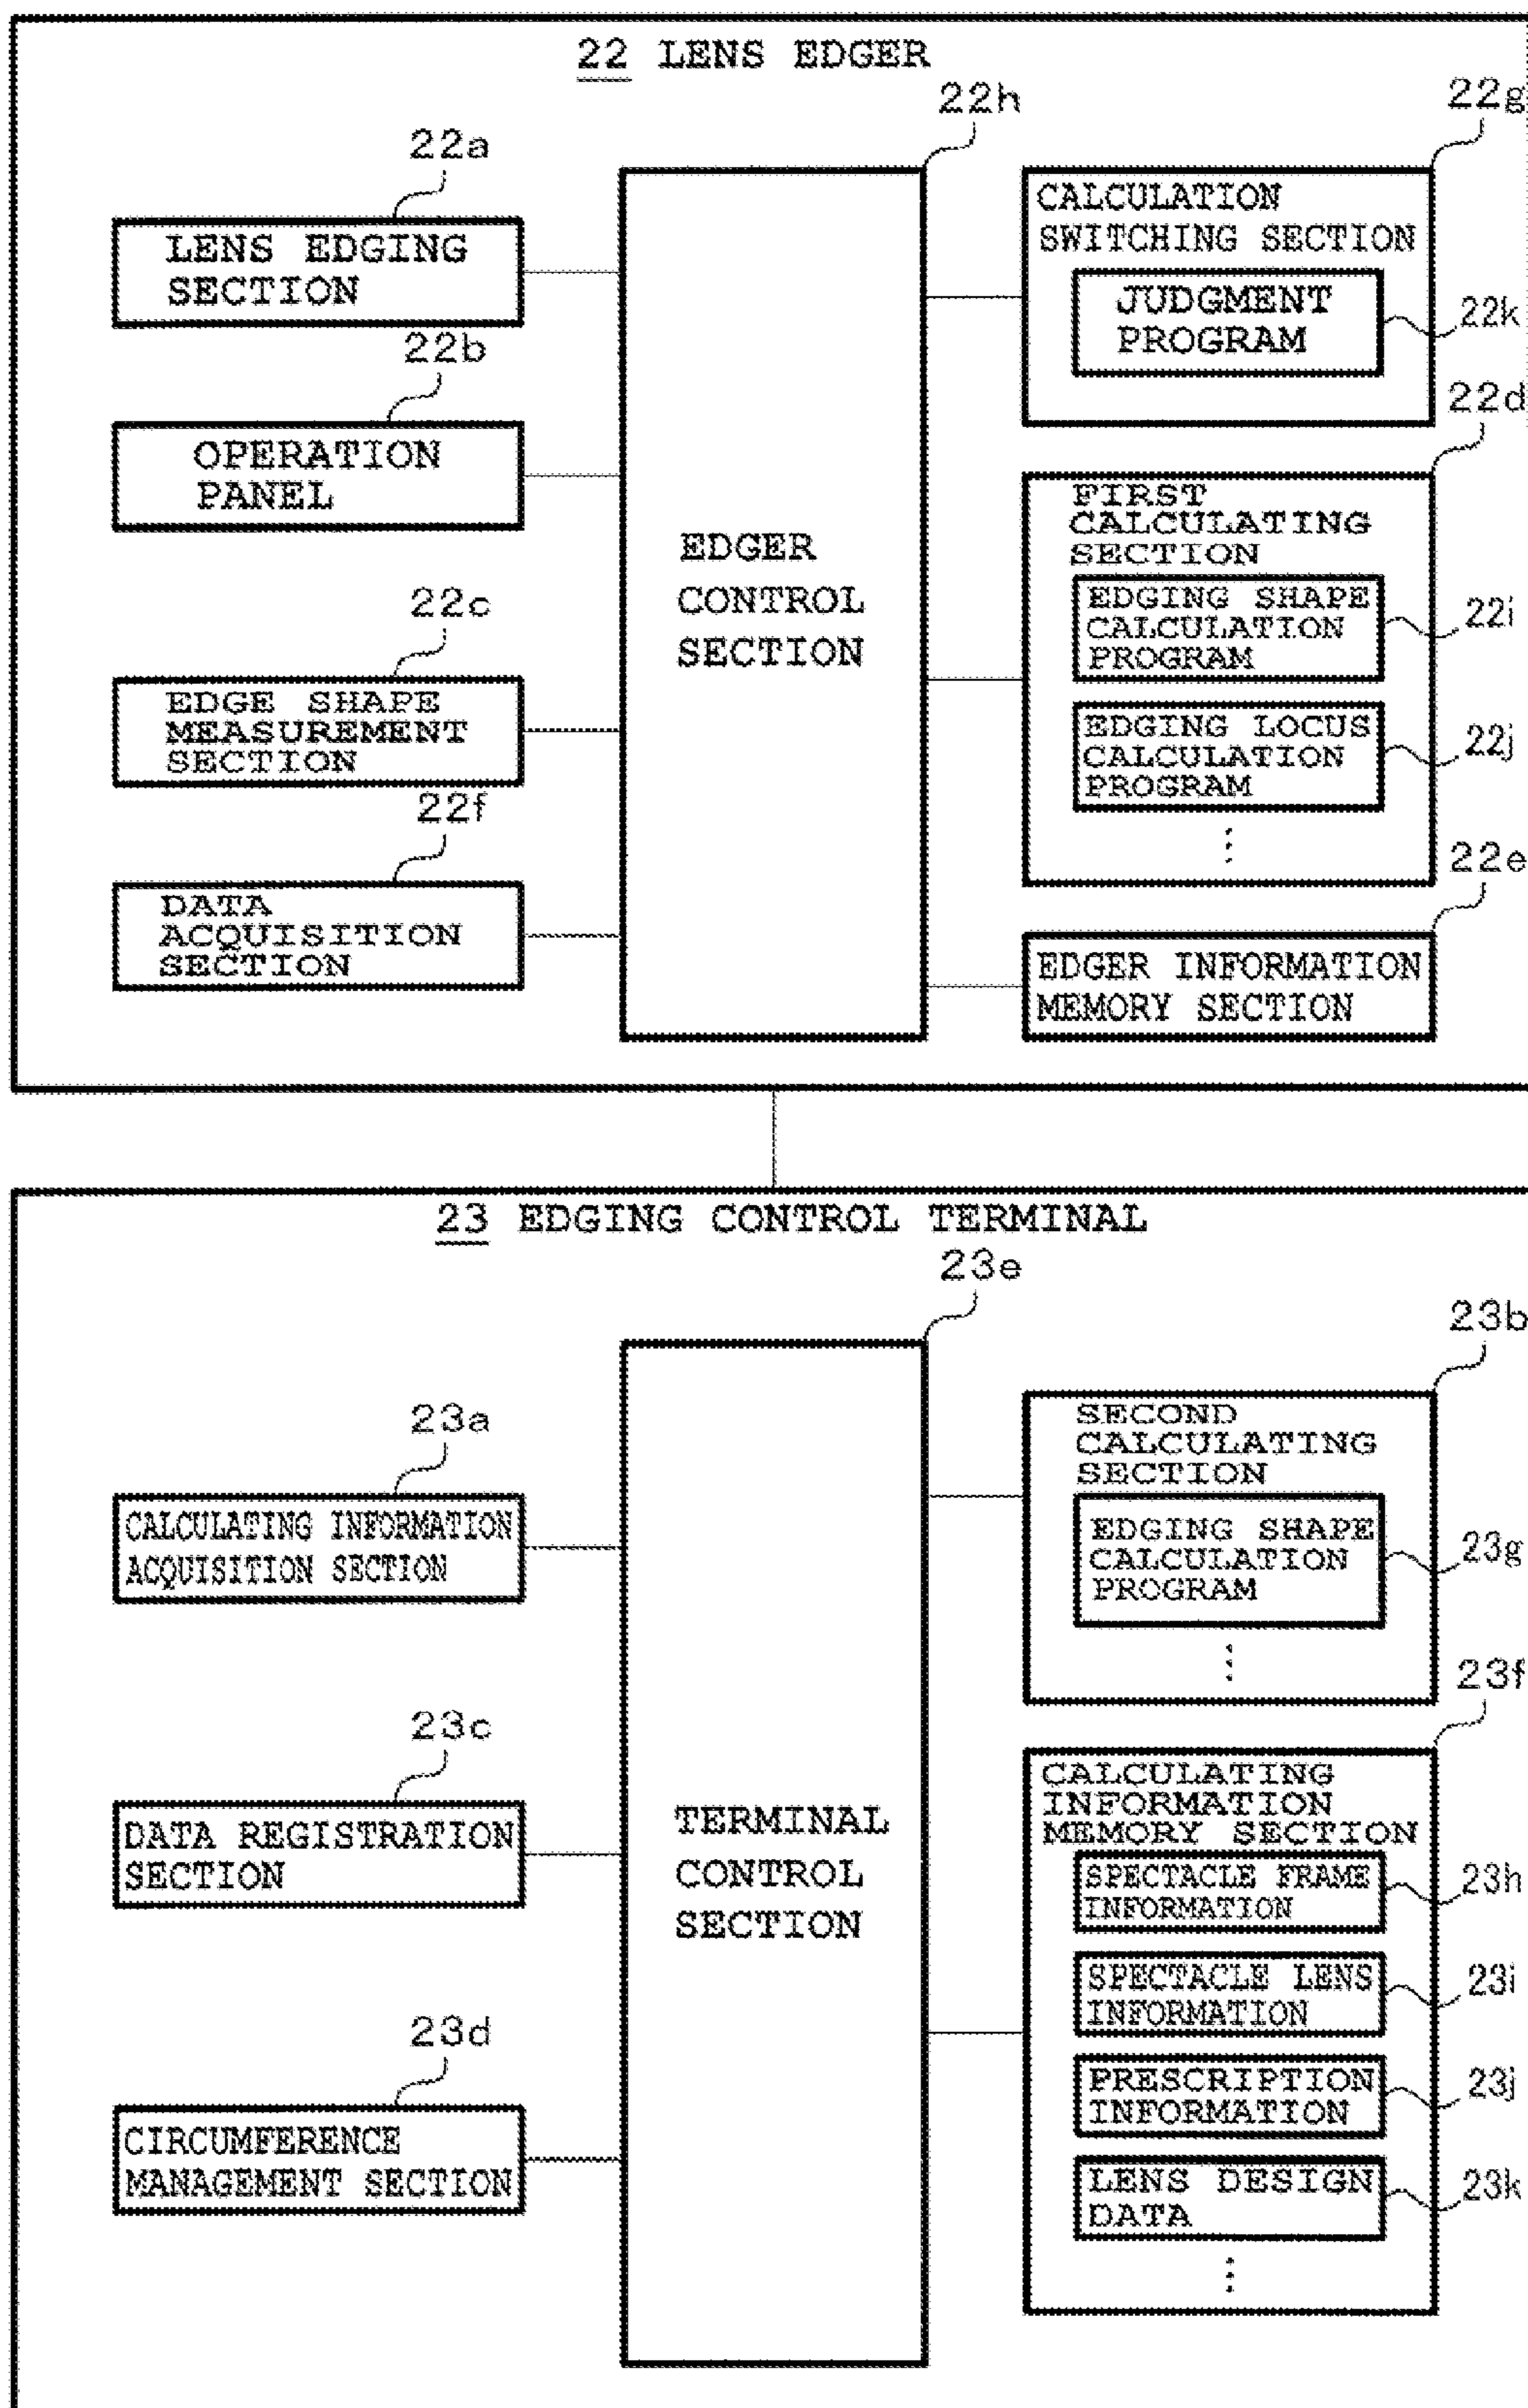 22 LENS EDGER
22h
22g
22a
LENS EDGING
SECTION
22b
OPERATION
PANEL
22c
EDGE SHAPE
MEASUREMENT
SECTION
22f
DATA
ACQUISITION
SECTION
EDGER
CONTROL
SECTION
CALCULATION
SWITCHING SECTION
JUDGMENT
PROGRAM
22k
22d
FIRST
CALCULATING
SECTION
EDGING SHAPE
CALCULATION
PROGRAM
22i
EDGING LOCUS
CALCULATION
PROGRAM
22j
22e
EDGER INFORMATION
MEMORY SECTION
23 EDGING CONTROL TERMINAL
23e
23b
23a
CALCULATING INFORMATION
ACQUISITION SECTION
23c
DATA REGISTRATION
SECTION
23d
CIRCUMFERENCE
MANAGEMENT SECTION
TERMINAL
CONTROL
SECTION
SECOND
CALCULATING
SECTION
EDGING SHAPE
CALCULATION
PROGRAM
23g
23f
CALCULATING
INFORMATION
MEMORY SECTION
SPECTACLE FRAME
INFORMATION
23h
SPECTACLE LENS
INFORMATION
23i
PRESCRIPTION
INFORMATION
23j
LENS DESIGN
DATA
23k